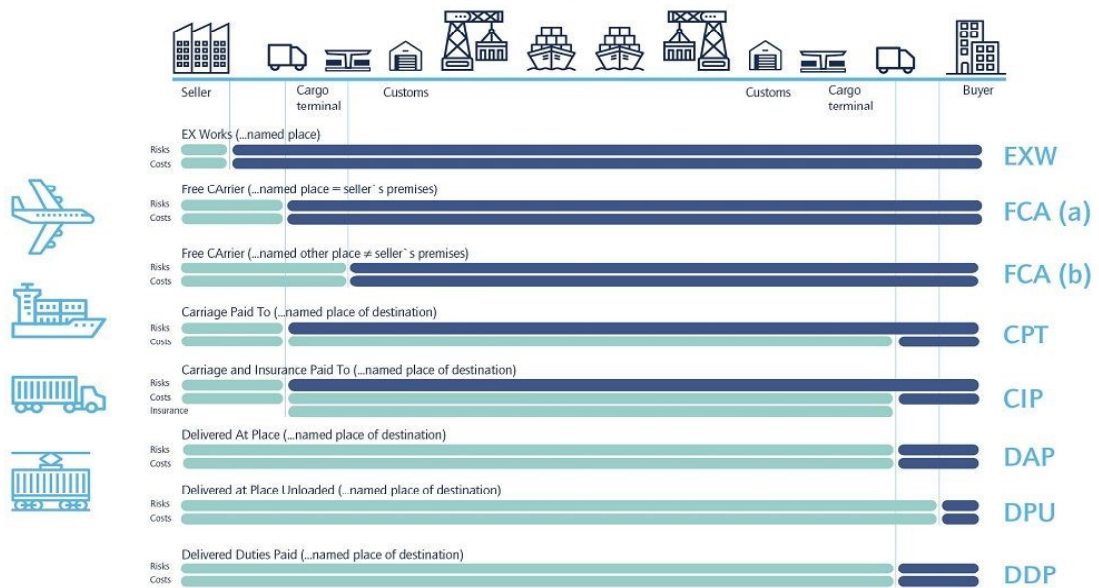 Seller
Cargo
terminal
Customs
Customs
Cargo
terminal
Buyer
EX Works (...named place)
Risks
Costs
EXW
Free CArrier (...named place = seller`s premises)
Risks
Costs
FCA (a)
Free CArrier (...named other place ≠ seller`s premises)
Risks
Costs
FCA (b)
Carriage Paid To (...named place of destination)
Risks
Costs
CPT
Carriage and Insurance Paid To (...named place of destination)
Risks
Costs
Insurance
CIP
Delivered At Place (...named place of destination)
Risks
Costs
DAP
Delivered at Place Unloaded (...named place of destination)
Risks
Costs
DPU
Delivered Duties Paid (...named place of destination)
Risks
Costs
DDP